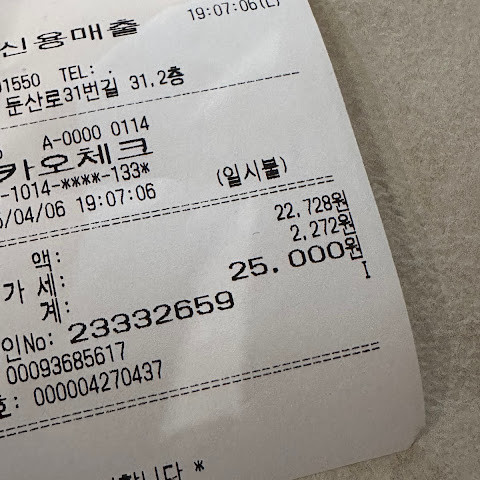 신용매출
19:07:06(L)
01550 TEL: .
둔산로31번길 31.2층
A-0000 0114
카오체크
-1014-****-133*
/04/06 19:07:06 (일시불)
액: 22,728원
가 세: 2,272원
계: 25,000원
인No: 23332659
00093685617
호: 000004270437
니다 *